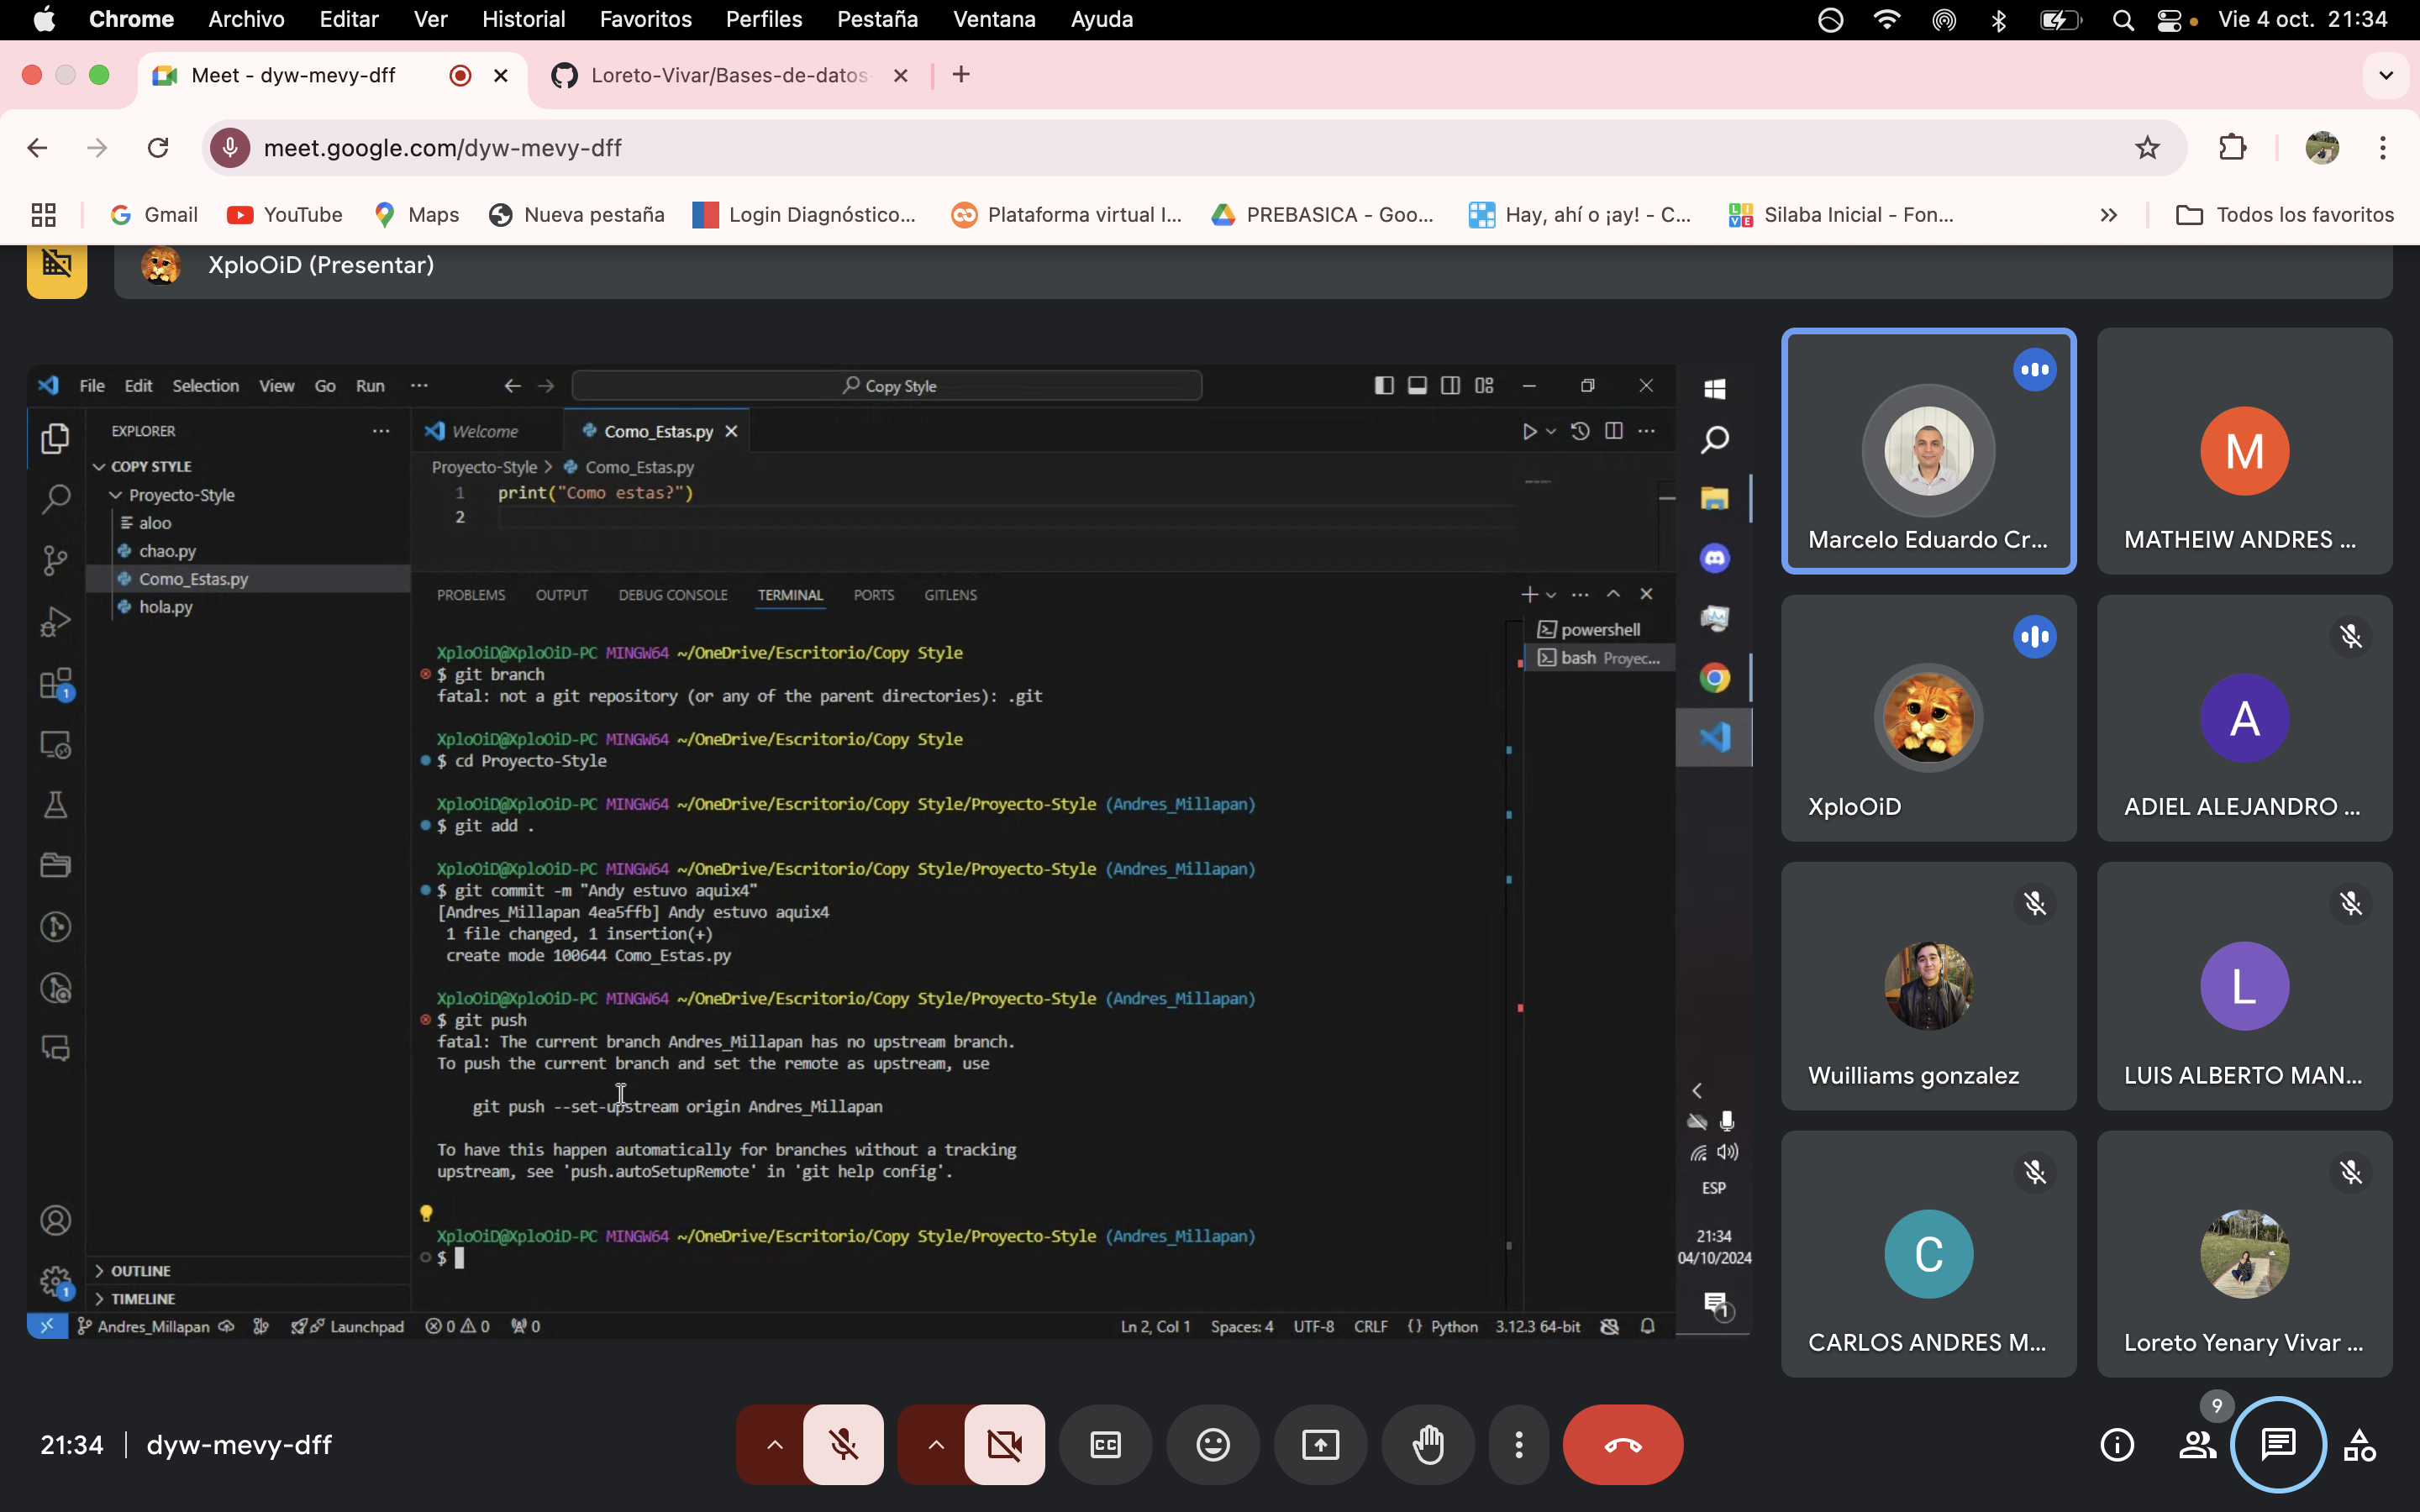 Chrome Archivo Editar Ver Historial Favoritos Perfiles Pestaña Ventana Ayuda Vie 4 oct. 21:34
Meet - dyw-mevy-dff Loreto-Vivar/Bases-de-datos
meet.google.com/dyw-mevy-dff
Gmail YouTube Maps Nueva pestaña Login Diagnóstico... Plataforma virtual I... PREBASICA - Goo... Hay, ahí o ¡ay! - C... Silaba Inicial - Fon... Todos los favoritos
XploOiD (Presentar)
File Edit Selection View Go Run Copy Style
EXPLORER
Welcome Como_Estas.py
COPY STYLE
Proyecto-Style > Como_Estas.py
Proyecto-Style
aloo
chao.py
Como_Estas.py
hola.py
1 print("Como estas?")
2
PROBLEMS OUTPUT DEBUG CONSOLE TERMINAL PORTS GITLENS
powershell
bash Proyec...
XploOiD@XploOiD-PC MINGW64 ~/OneDrive/Escritorio/Copy Style
$ git branch
fatal: not a git repository (or any of the parent directories): .git
XploOiD@XploOiD-PC MINGW64 ~/OneDrive/Escritorio/Copy Style
$ cd Proyecto-Style
XploOiD@XploOiD-PC MINGW64 ~/OneDrive/Escritorio/Copy Style/Proyecto-Style (Andres_Millapan)
$ git add .
XploOiD@XploOiD-PC MINGW64 ~/OneDrive/Escritorio/Copy Style/Proyecto-Style (Andres_Millapan)
$ git commit -m "Andy estuvo aquix4"
[Andres_Millapan 4ea5ffb] Andy estuvo aquix4
1 file changed, 1 insertion(+)
create mode 100644 Como_Estas.py
XploOiD@XploOiD-PC MINGW64 ~/OneDrive/Escritorio/Copy Style/Proyecto-Style (Andres_Millapan)
$ git push
fatal: The current branch Andres_Millapan has no upstream branch.
To push the current branch and set the remote as upstream, use
git push --set-upstream origin Andres_Millapan
To have this happen automatically for branches without a tracking
upstream, see 'push.autoSetupRemote' in 'git help config'.
XploOiD@XploOiD-PC MINGW64 ~/OneDrive/Escritorio/Copy Style/Proyecto-Style (Andres_Millapan)
$
OUTLINE
TIMELINE
1
1
Andres_Millapan Launchpad 0 0 0 Ln 2, Col 1 Spaces: 4 UTF-8 CRLF {} Python 3.12.3 64-bit
ESP
21:34
04/10/2024
1
Marcelo Eduardo Cr...
M
MATHEIW ANDRES ...
XploOiD
A
ADIEL ALEJANDRO ...
Wuilliams gonzalez
L
LUIS ALBERTO MAN...
C
CARLOS ANDRES M...
Loreto Yenary Vivar ...
21:34 | dyw-mevy-dff
CC
9